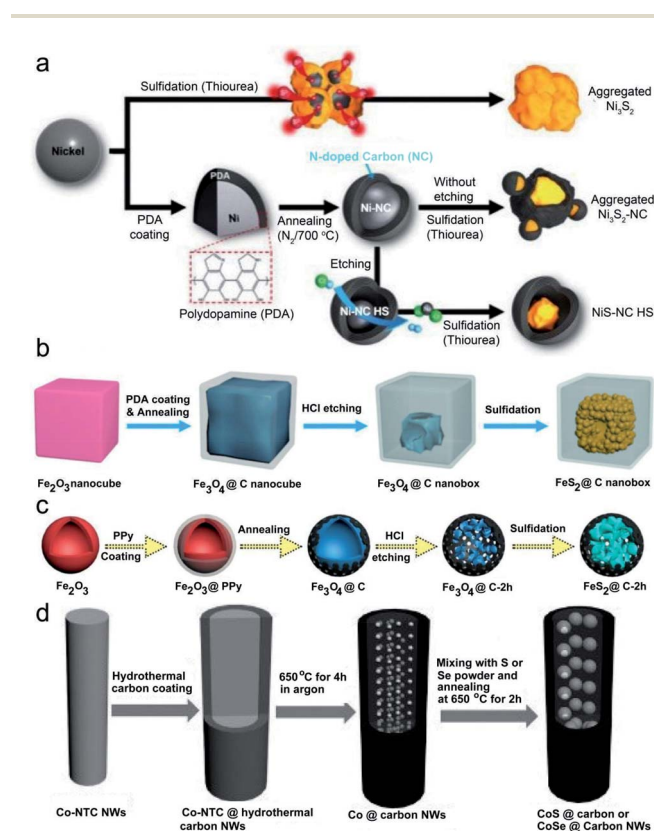 a
Sulfidation (Thiourea)
Aggregated
Ni3S2
Nickel
N-doped Carbon (NC)
PDA
Ni
Ni-NC
Without
etching
Aggregated
Ni3S2-NC
PDA
coating
Annealing
(N2/700 °C)
Sulfidation
(Thiourea)
Etching
Polydopamine (PDA)
Ni-NC HS
Sulfidation
(Thiourea)
NiS-NC HS
b
PDA coating
& Annealing
HCl etching
Sulfidation
Fe2O3 nanocube
Fe3O4@ C nanocube
Fe3O4@ C nanobox
FeS2@ C nanobox
c
PPy
Coating
Annealing
HCl
etching
Sulfidation
Fe2O3
Fe2O3@ PPy
Fe3O4@ C
Fe3O4@ C-2h
FeS2@ C-2h
d
Hydrothermal
carbon coating
650°C for 4h
in argon
Mixing with S or
Se powder and
annealing
at 650 °C for 2h
Co-NTC NWs
Co-NTC @ hydrothermal
carbon NWs
Co @ carbon NWs
CoS @ carbon or
CoSe @ Carbon NWs